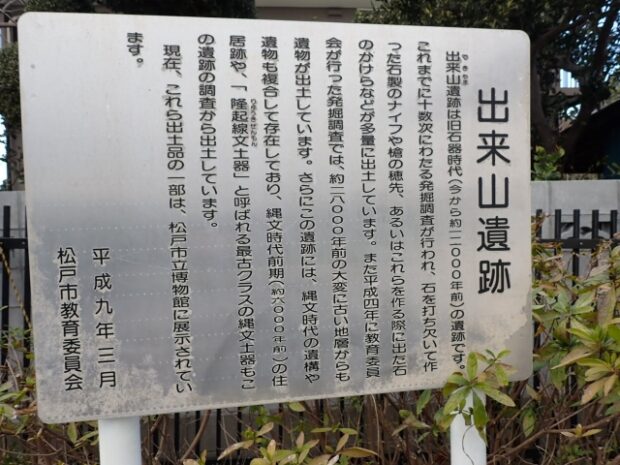 出来山遺跡
出来山遺跡は旧石器時代(今から約二一〇〇〇年前)の遺跡です。
これまでに十数次にわたる発掘調査が行われ、石を打ち欠いて作
った石製のナイフや槍の穂先、あるいはこれらを作る際に出た石
のかけらなどが多量に出土しています。また平成四年に教育委員
会が行った発掘調査では、約二八〇〇〇年前の大変に古い地層からも
遺物が出土しています。さらにこの遺跡には、縄文時代の遺構や
遺物も複合して存在しており、縄文時代前期(約六〇〇〇年前)の住
居跡や、「隆起線文土器」と呼ばれる最古クラスの縄文土器もこ
の遺跡の調査から出土しています。
現在、これら出土品の一部は、松戸市立博物館に展示されてい
ます。
平成九年三月
松戸市教育委員会